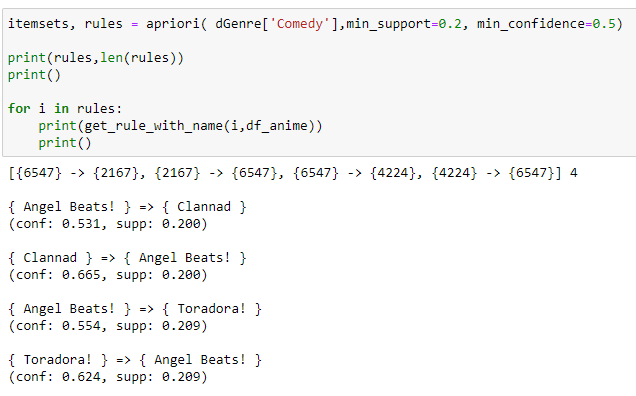 itemsets, rules = apriori( dGenre['Comedy'],min_support=0.2, min_confidence=0.5)
print(rules,len(rules))
print()
for i in rules:
    print(get_rule_with_name(i,df_anime))
    print()
[{6547} -> {2167}, {2167} -> {6547}, {6547} -> {4224}, {4224} -> {6547}] 4
{ Angel Beats! } => { Clannad }
(conf: 0.531, supp: 0.200)
{ Clannad } => { Angel Beats! }
(conf: 0.665, supp: 0.200)
{ Angel Beats! } => { Toradora! }
(conf: 0.554, supp: 0.209)
{ Toradora! } => { Angel Beats! }
(conf: 0.624, supp: 0.209)